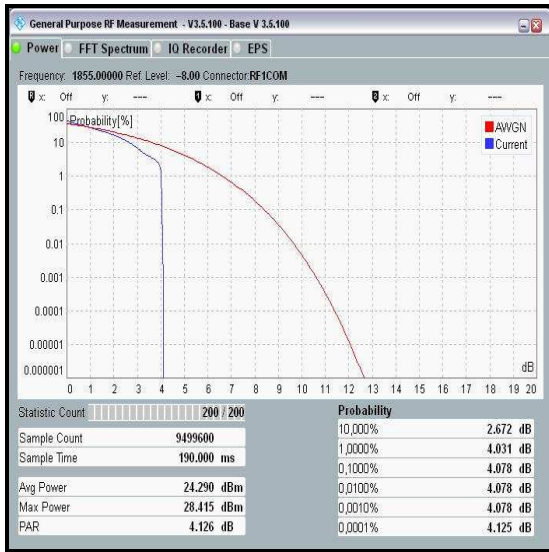 General Purpose RF Measurement - V3.5.100 - Base V 3.5.100
Power FFT Spectrum IQ Recorder EPS
Frequency: 1855.00000 Ref. Level: -8.00 Connector: RF1COM
R x: Off y: --- 1 x: Off y: --- 2 x: Off y: ---
Probability[%]
AWGN
Current
100
10
1
0.1
0.01
0.001
0.0001
0.00001
0.000001
dB
0 1 2 3 4 5 6 7 8 9 10 11 12 13 14 15 16 17 18 19 20
Statistic Count 200 / 200
Sample Count 9499600
Sample Time 190.000 ms
Avg Power 24.290 dBm
Max Power 28.415 dBm
PAR 4.126 dB
Probability
10,000% 2.672 dB
1,0000% 4.031 dB
0,1000% 4.078 dB
0,0100% 4.078 dB
0,0010% 4.078 dB
0,0001% 4.125 dB